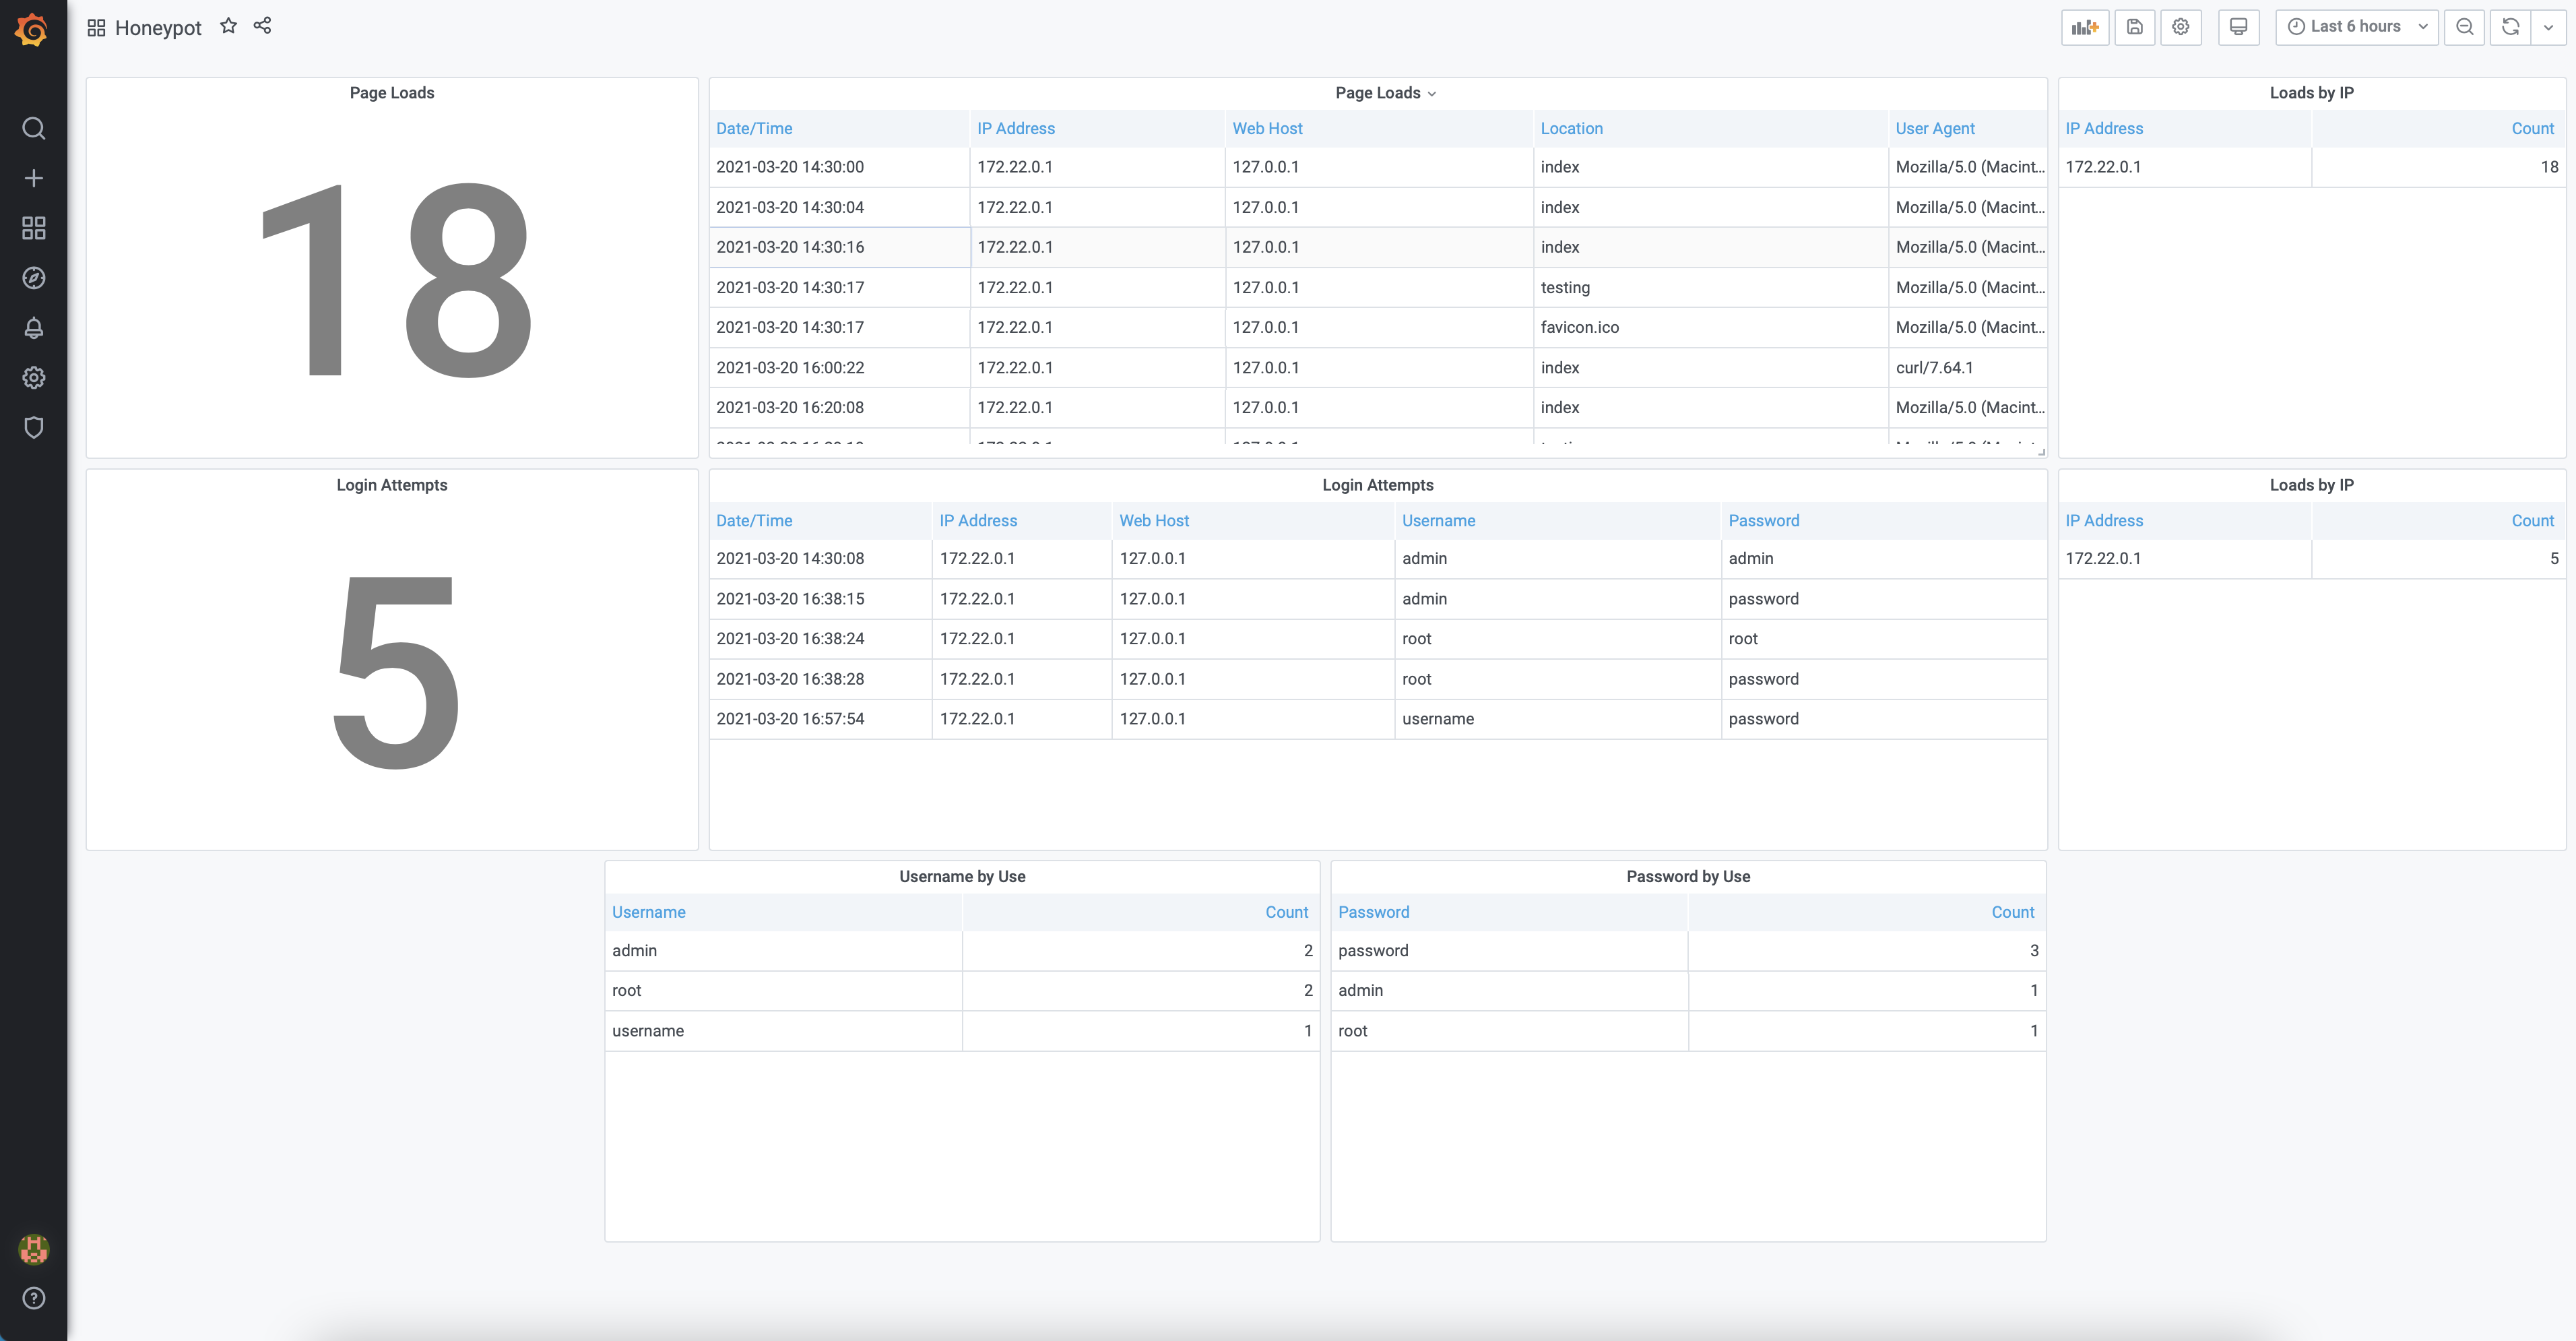 Honeypot
Last 6 hours
Page Loads
18
Page Loads
Date/Time IP Address Web Host Location User Agent
2021-03-20 14:30:00 172.22.0.1 127.0.0.1 index Mozilla/5.0 (Macint...
2021-03-20 14:30:04 172.22.0.1 127.0.0.1 index Mozilla/5.0 (Macint...
2021-03-20 14:30:16 172.22.0.1 127.0.0.1 index Mozilla/5.0 (Macint...
2021-03-20 14:30:17 172.22.0.1 127.0.0.1 testing Mozilla/5.0 (Macint...
2021-03-20 14:30:17 172.22.0.1 127.0.0.1 favicon.ico Mozilla/5.0 (Macint...
2021-03-20 16:00:22 172.22.0.1 127.0.0.1 index curl/7.64.1
2021-03-20 16:20:08 172.22.0.1 127.0.0.1 index Mozilla/5.0 (Macint...
Loads by IP
IP Address Count
172.22.0.1 18
Login Attempts
5
Login Attempts
Date/Time IP Address Web Host Username Password
2021-03-20 14:30:08 172.22.0.1 127.0.0.1 admin admin
2021-03-20 16:38:15 172.22.0.1 127.0.0.1 admin password
2021-03-20 16:38:24 172.22.0.1 127.0.0.1 root root
2021-03-20 16:38:28 172.22.0.1 127.0.0.1 root password
2021-03-20 16:57:54 172.22.0.1 127.0.0.1 username password
Loads by IP
IP Address Count
172.22.0.1 5
Username by Use
Username Count
admin 2
root 2
username 1
Password by Use
Password Count
password 3
admin 1
root 1